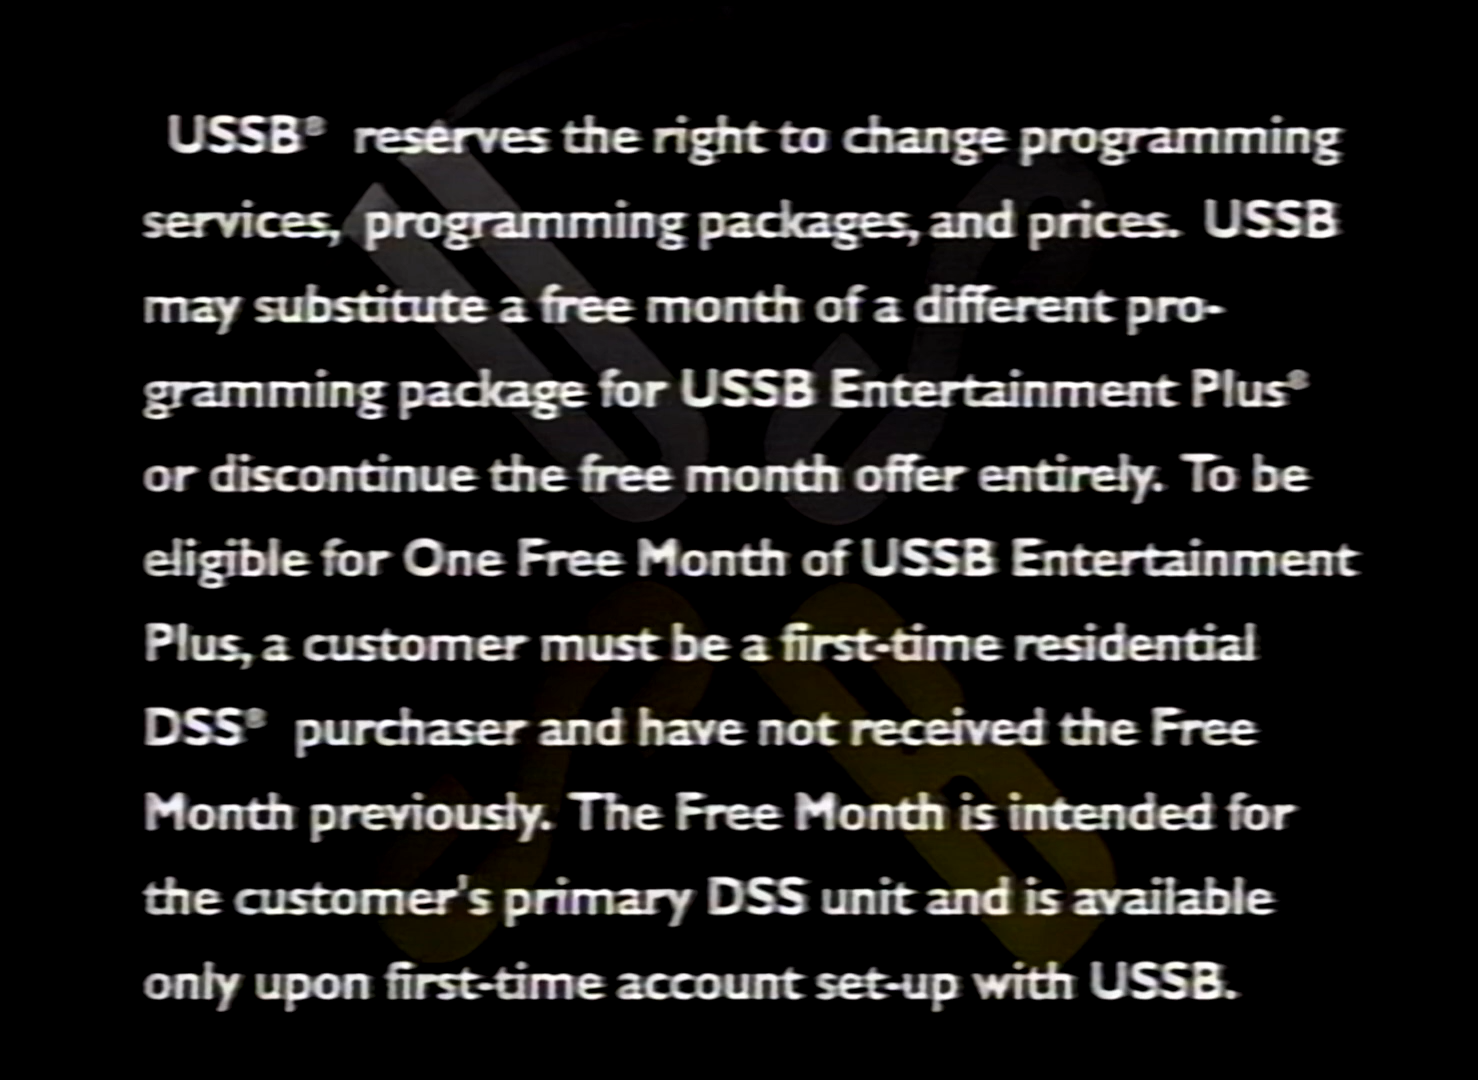 USSB® reserves the right to change programming
services, programming packages, and prices. USSB
may substitute a free month of a different pro-
gramming package for USSB Entertainment Plus®
or discontinue the free month offer entirely. To be
eligible for One Free Month of USSB Entertainment
Plus, a customer must be a first-time residential
DSS® purchaser and have not received the Free
Month previously. The Free Month is intended for
the customer's primary DSS unit and is available
only upon first-time account set-up with USSB.